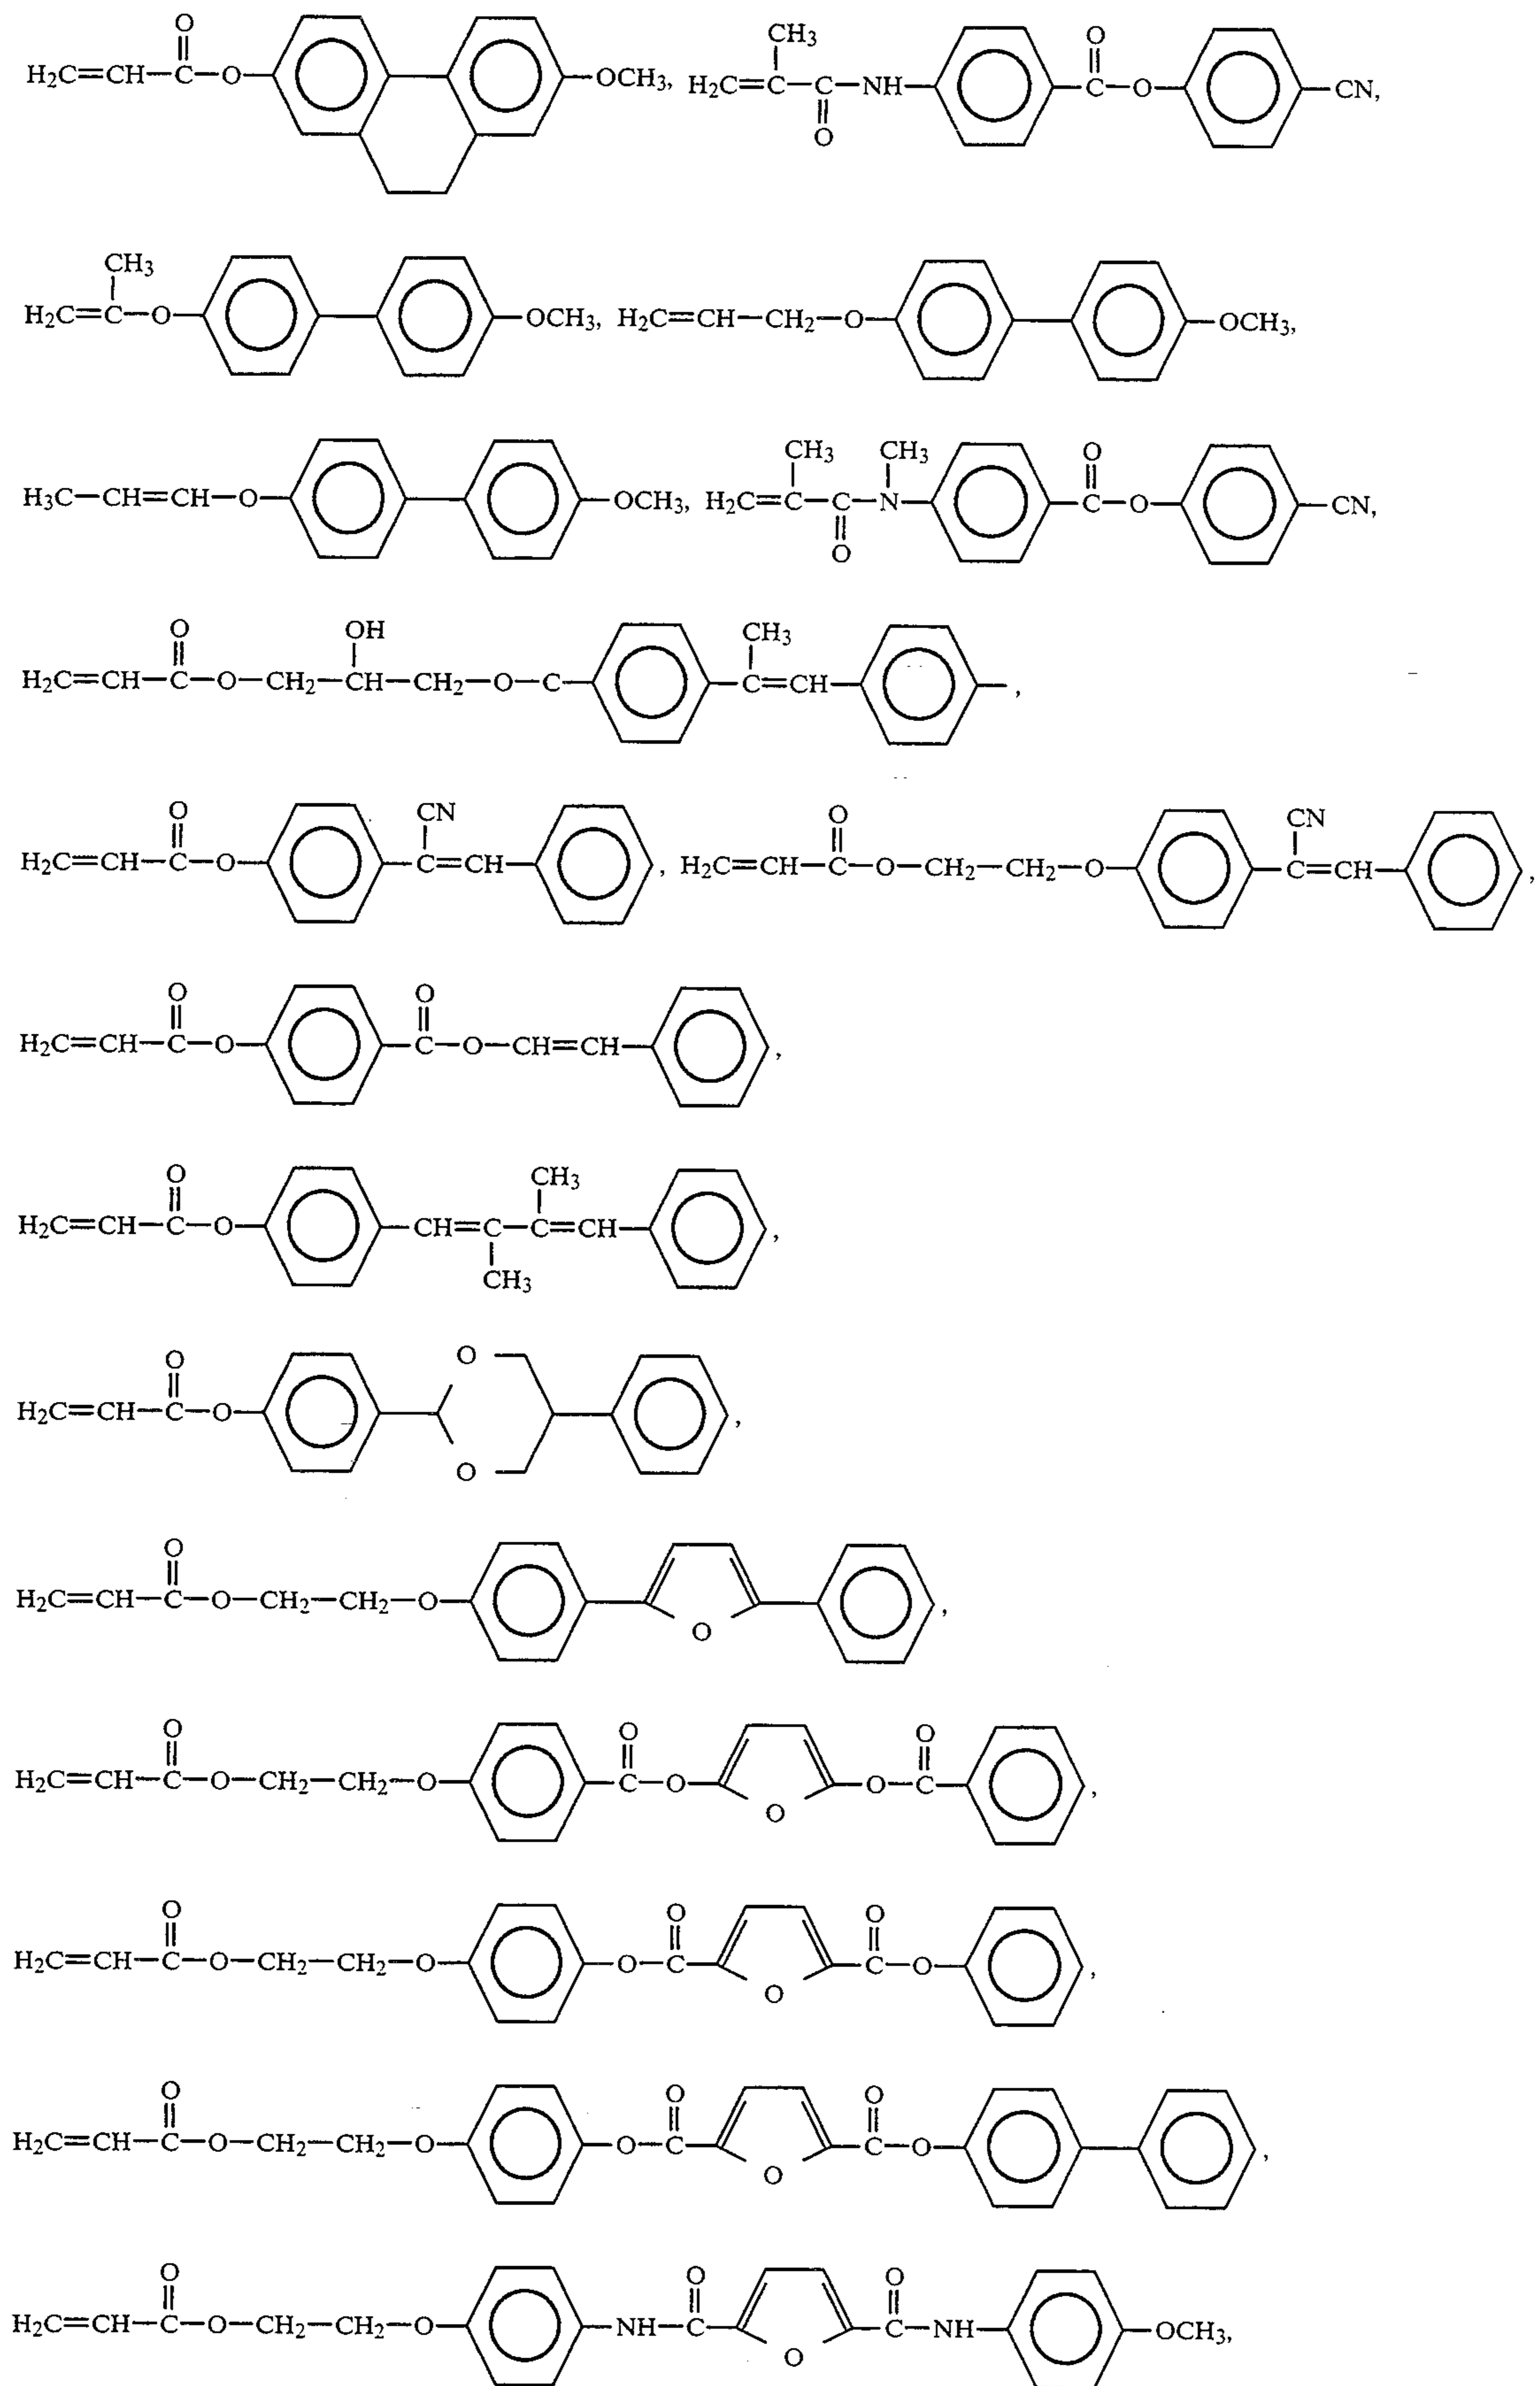 O CH3 O
H2C=CH—C—O— —OCH3, H2C=C—C—NH— —C—O— —CN,
O
CH3
H2C=C—O— —OCH3, H2C=CH—CH2—O— —OCH3,
CH3 CH3 O
H3C—CH=CH—O— —OCH3, H2C=C—C—N— —C—O— —CN,
O
O OH CH3
H2C=CH—C—O—CH2—CH—CH2—O—C— —C=CH— —,
O CN O CN
H2C=CH—C—O— —C=CH— , H2C=CH—C—O—CH2—CH2—O— —C=CH— ,
O O
H2C=CH—C—O— —C—O—CH=CH— ,
O CH3
H2C=CH—C—O— —CH=C—C=CH— ,
CH3
O O
H2C=CH—C—O— ,
O
O
H2C=CH—C—O—CH2—CH2—O— ,
O
O O O
H2C=CH—C—O—CH2—CH2—O— —C—O— —O—C— ,
O
O O O
H2C=CH—C—O—CH2—CH2—O— —O—C— —C—O— ,
O
O O O
H2C=CH—C—O—CH2—CH2—O— —O—C— —C—O— ,
O
O O O
H2C=CH—C—O—CH2—CH2—O— —NH—C— —C—NH— —OCH3,
O